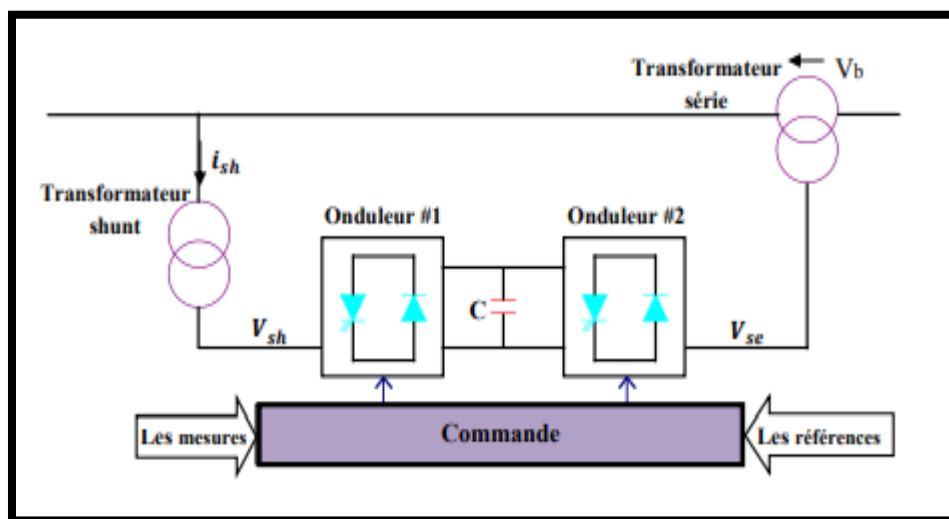 Transformateur
série
Vb
ish
Transformateur
shunt
Onduleur #1
Onduleur #2
C
Vsh
Vse
Les mesures
Commande
Les références